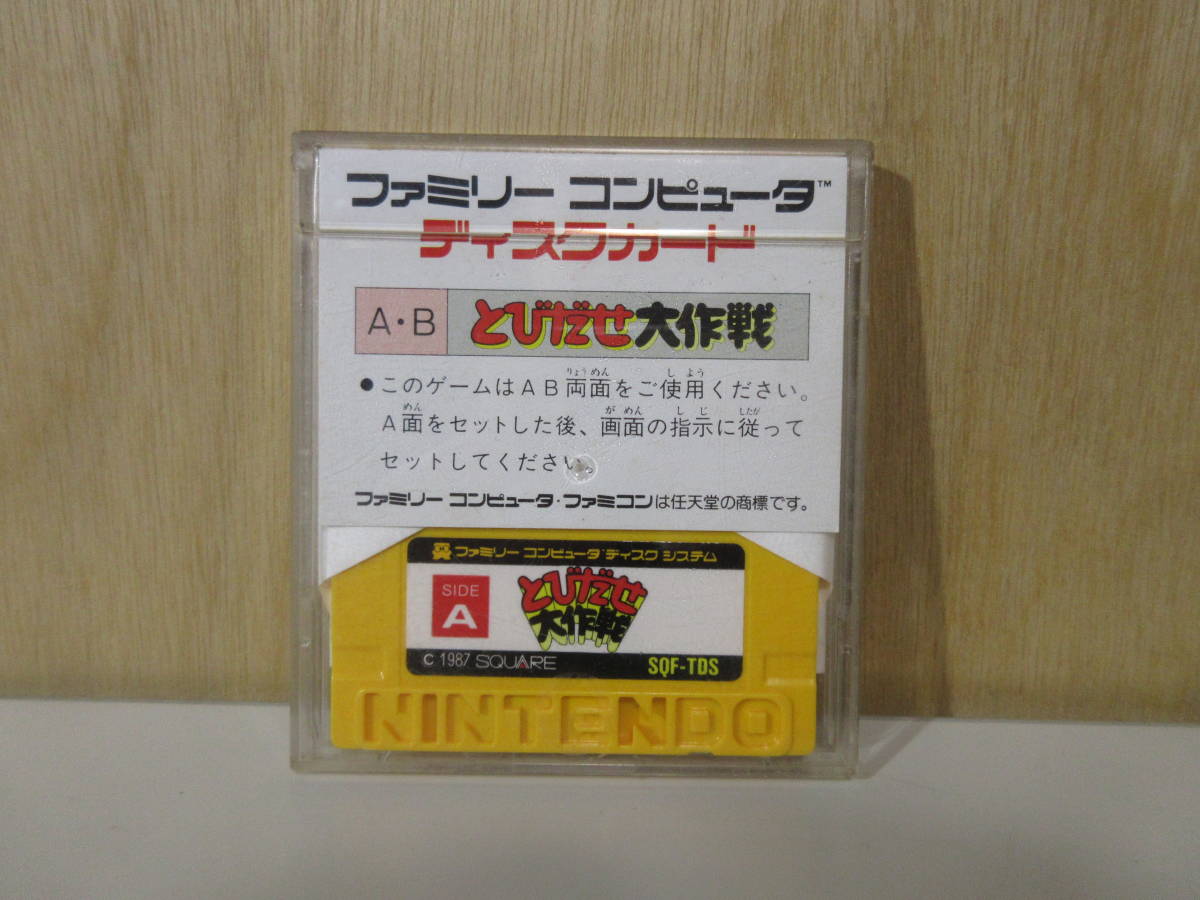 ファミリー コンピュータ™
ディスクカード
A・B とびだせ大作戦
りょうめん し よう
●このゲームはAB両面をご使用ください。
めん が めん し じ したが
A面をセットした後、画面の指示に従って
セットしてください。
ファミリー コンピュータ・ファミコンは任天堂の商標です。
ファミリー コンピュータ™ ディスク システム
SIDE
A
とびだせ
大作戦
C 1987 SQUARE SQF-TDS
NINTENDO